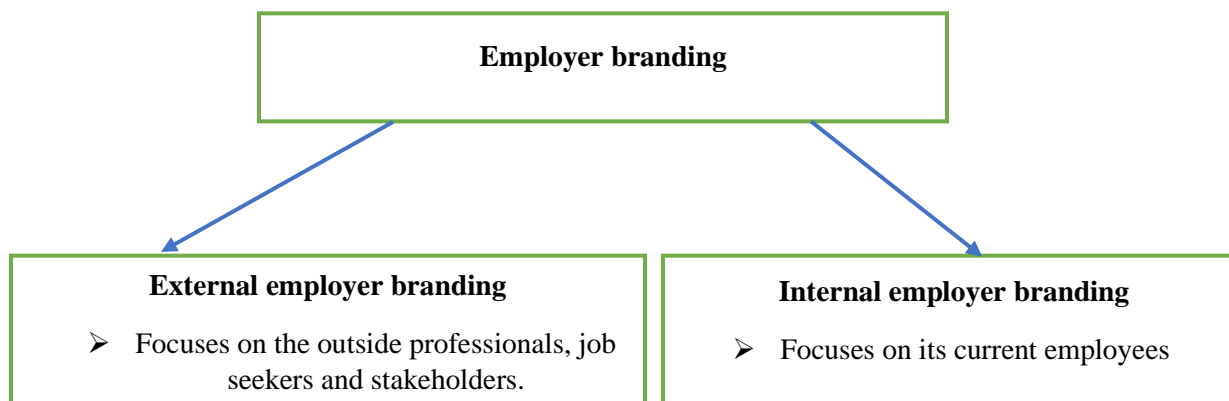 Employer branding
External employer branding
➢ Focuses on the outside professionals, job
seekers and stakeholders.
Internal employer branding
➢ Focuses on its current employees